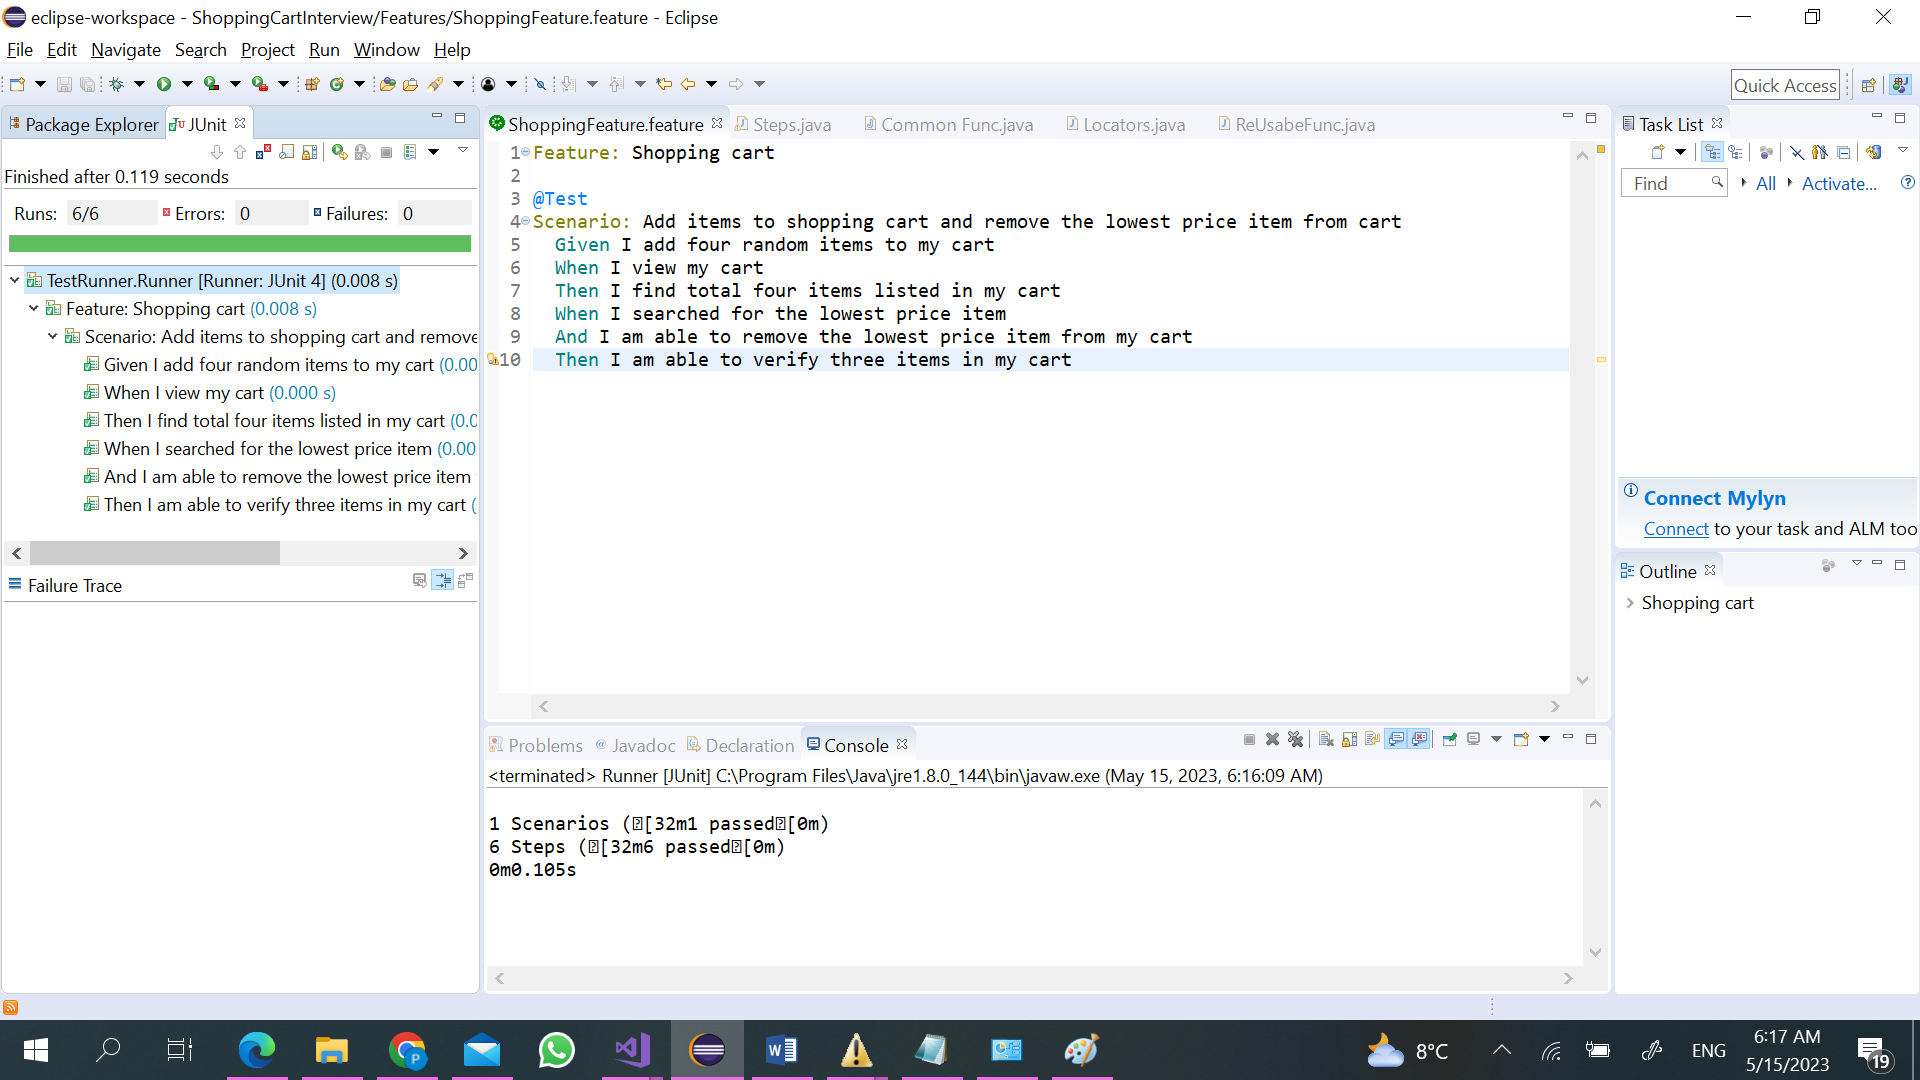 eclipse-workspace - ShoppingCartInterview/Features/ShoppingFeature.feature - Eclipse
File Edit Navigate Search Project Run Window Help
Quick Access
Package Explorer JUnit
Finished after 0.119 seconds
Runs: 6/6 Errors: 0 Failures: 0
TestRunner.Runner [Runner: JUnit 4] (0.008 s)
Feature: Shopping cart (0.008 s)
Scenario: Add items to shopping cart and remove
Given I add four random items to my cart (0.00
When I view my cart (0.000 s)
Then I find total four items listed in my cart (0.0
When I searched for the lowest price item (0.00
And I am able to remove the lowest price item
Then I am able to verify three items in my cart (
Failure Trace
ShoppingFeature.feature Steps.java Common Func.java Locators.java ReUsabeFunc.java
1 Feature: Shopping cart
2
3 @Test
4 Scenario: Add items to shopping cart and remove the lowest price item from cart
5 Given I add four random items to my cart
6 When I view my cart
7 Then I find total four items listed in my cart
8 When I searched for the lowest price item
9 And I am able to remove the lowest price item from my cart
10 Then I am able to verify three items in my cart
Problems Javadoc Declaration Console
<terminated> Runner [JUnit] C:\Program Files\Java\jre1.8.0_144\bin\javaw.exe (May 15, 2023, 6:16:09 AM)
1 Scenarios (⍰[32m1 passed⍰[0m)
6 Steps (⍰[32m6 passed⍰[0m)
0m0.105s
Task List
Find All Activate...
Connect Mylyn
Connect to your task and ALM too
Outline
Shopping cart
8°C
ENG
6:17 AM
5/15/2023
19